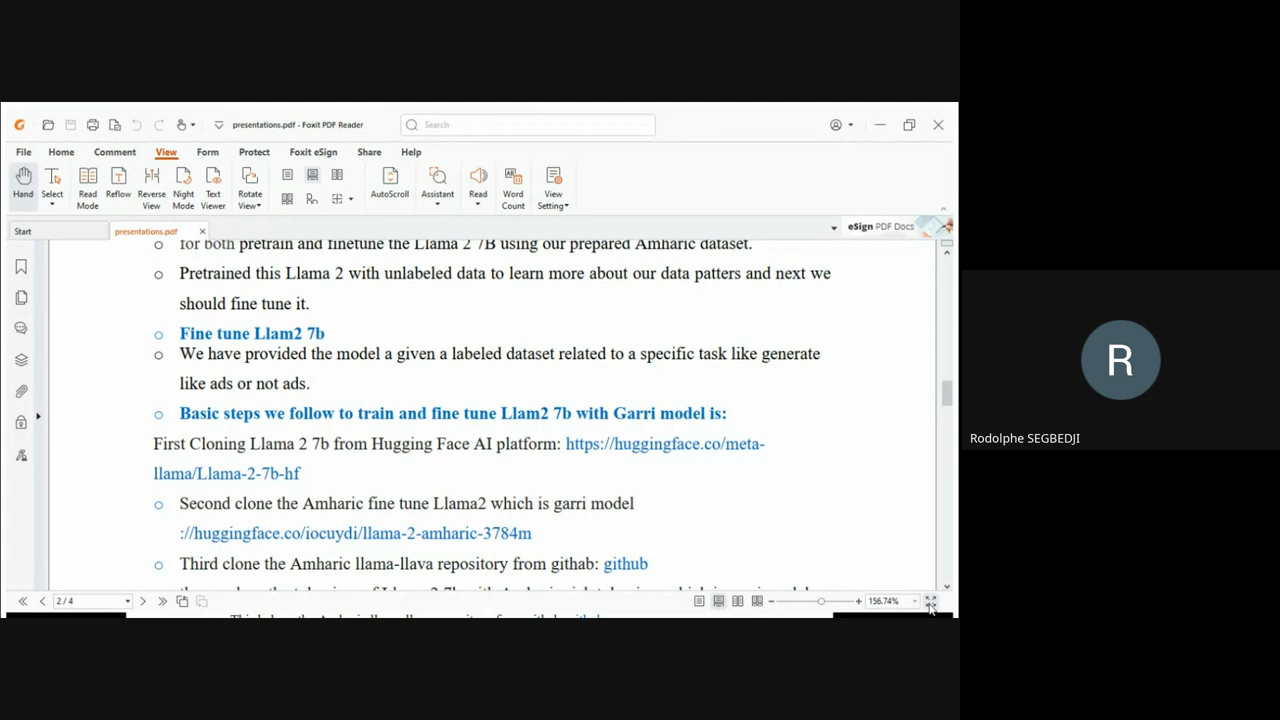 presentations.pdf - Foxit PDF Reader
Search
File Home Comment View Form Protect Foxit eSign Share Help
Hand Select Read Mode Reflow Reverse View Night Mode Text Viewer Rotate View AutoScroll Assistant Read Word Count View Setting
Start presentations.pdf eSign PDF Docs
o for both pretrain and finetune the Llama 2 7B using our prepared Amharic dataset.
o Pretrained this Llama 2 with unlabeled data to learn more about our data patters and next we
should fine tune it.
o Fine tune Llam2 7b
o We have provided the model a given a labeled dataset related to a specific task like generate
like ads or not ads.
o Basic steps we follow to train and fine tune Llam2 7b with Garri model is:
First Cloning Llama 2 7b from Hugging Face AI platform: https://huggingface.co/meta-
llama/Llama-2-7b-hf
o Second clone the Amharic fine tune Llama2 which is garri model
://huggingface.co/iocuydi/llama-2-amharic-3784m
o Third clone the Amharic llama-llava repository from githab: github
2 / 4 156.74%
R
Rodolphe SEGBEDJI